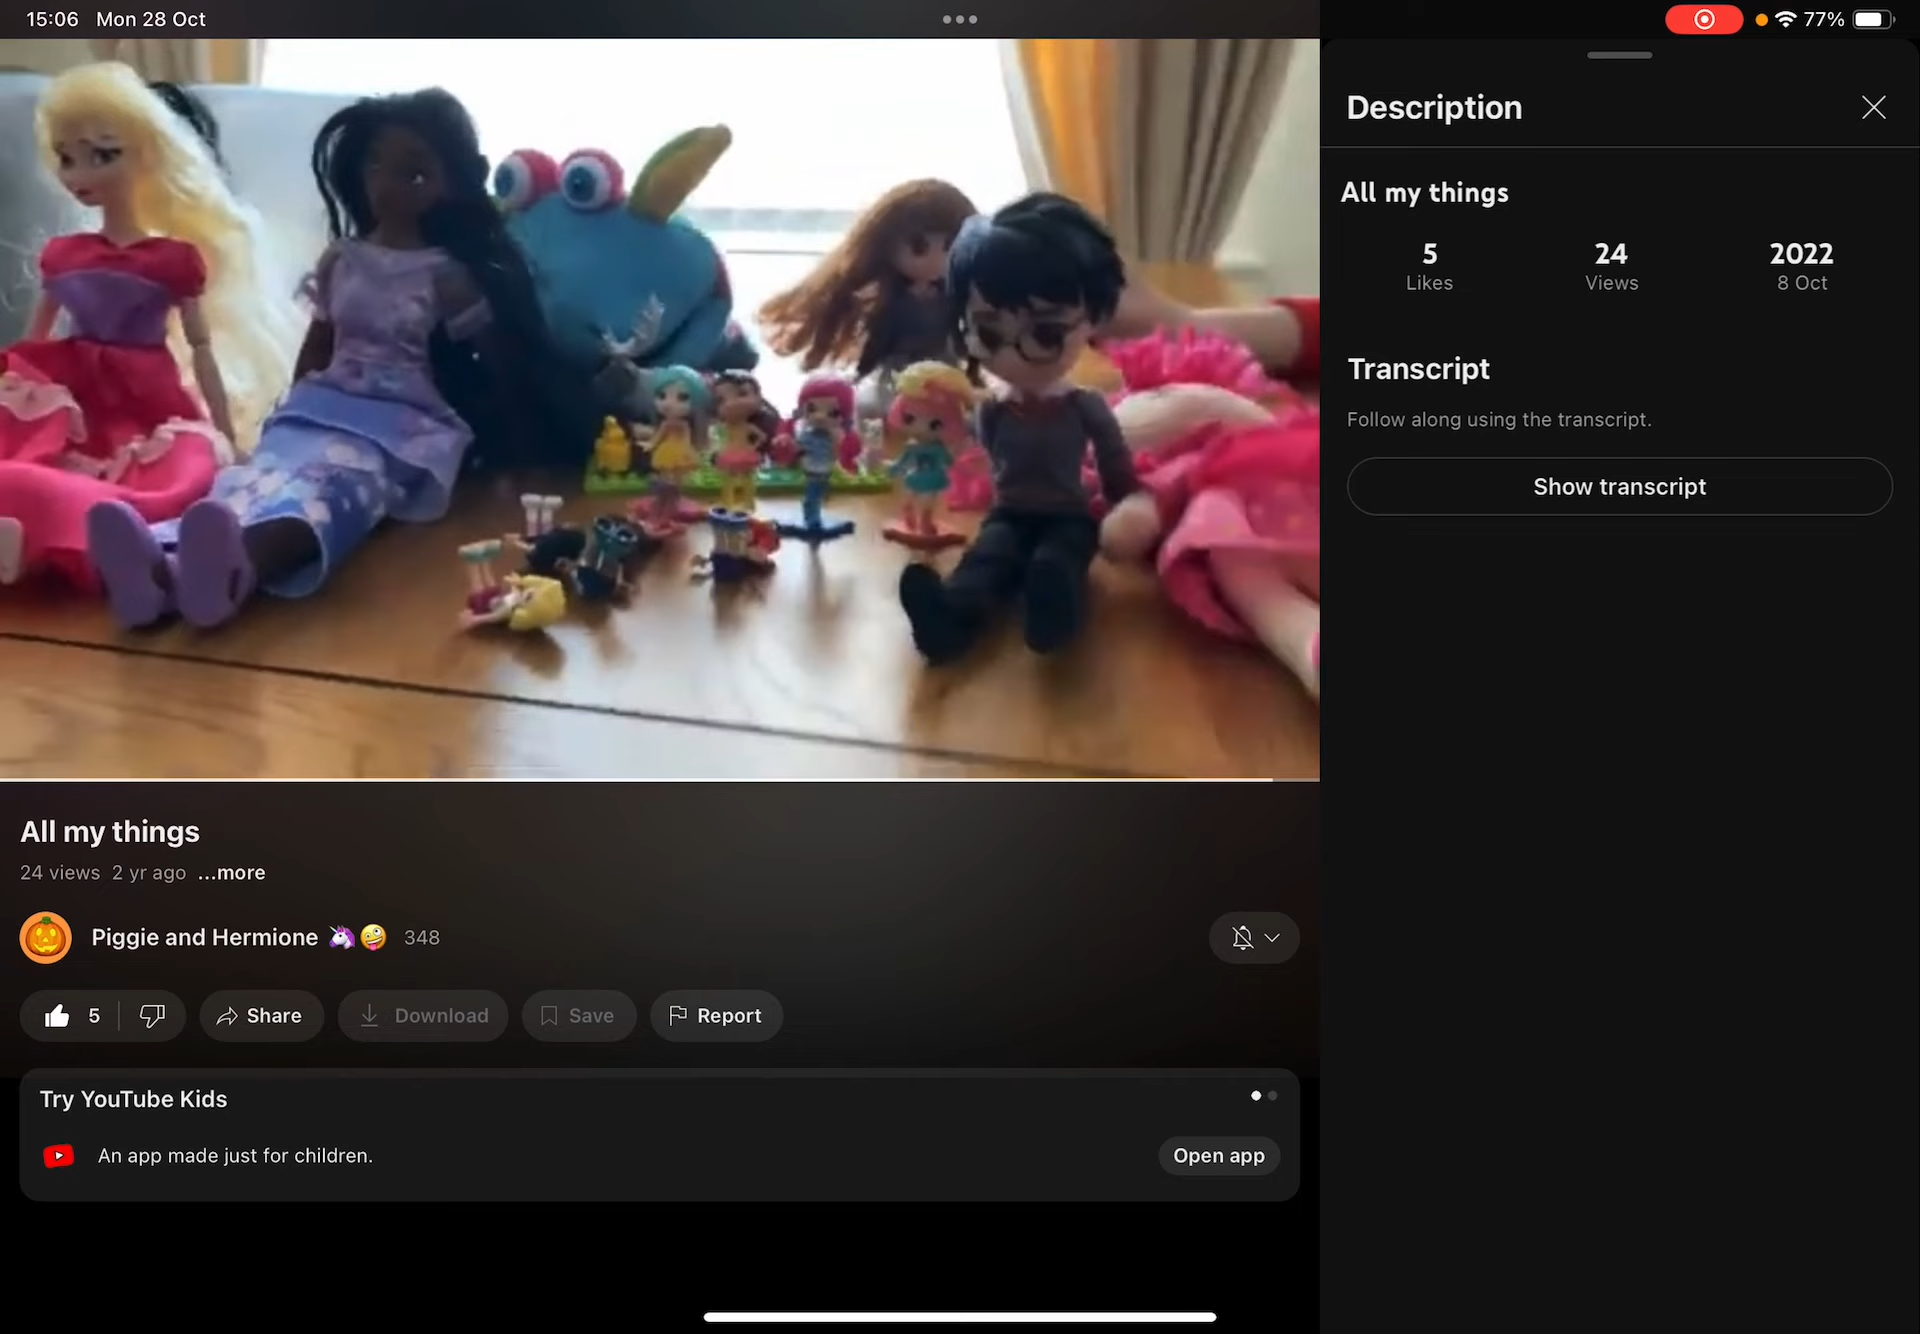 15:06 Mon 28 Oct
77%
Description
All my things
5 24 2022
Likes Views 8 Oct
Transcript
Follow along using the transcript.
Show transcript
All my things
24 views 2 yr ago ...more
Piggie and Hermione 🦄🤪 348
5 Share Download Save Report
Try YouTube Kids
An app made just for children. Open app